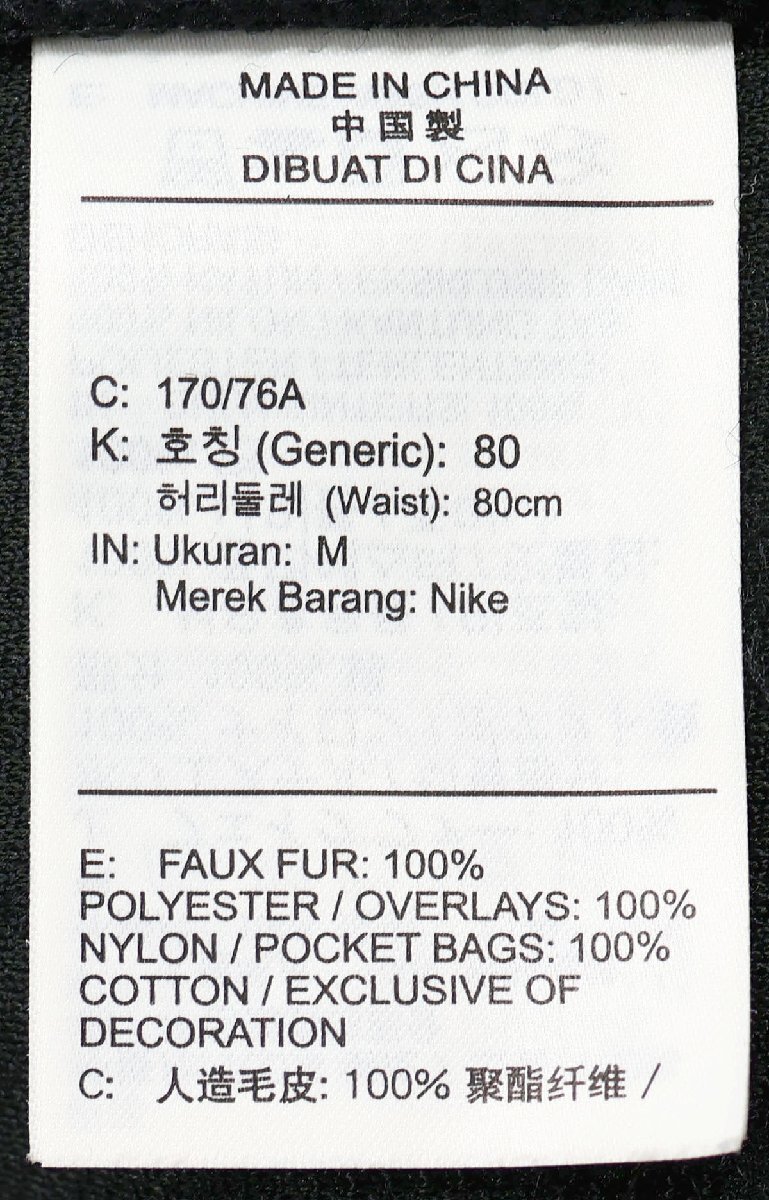 MADE IN CHINA
中国製
DIBUAT DI CINA
C: 170/76A
K: 호칭 (Generic): 80
허리둘레 (Waist): 80cm
IN: Ukuran: M
Merek Barang: Nike
E: FAUX FUR: 100%
POLYESTER / OVERLAYS: 100%
NYLON / POCKET BAGS: 100%
COTTON / EXCLUSIVE OF
DECORATION
C: 人造毛皮: 100% 聚酯纤维 /